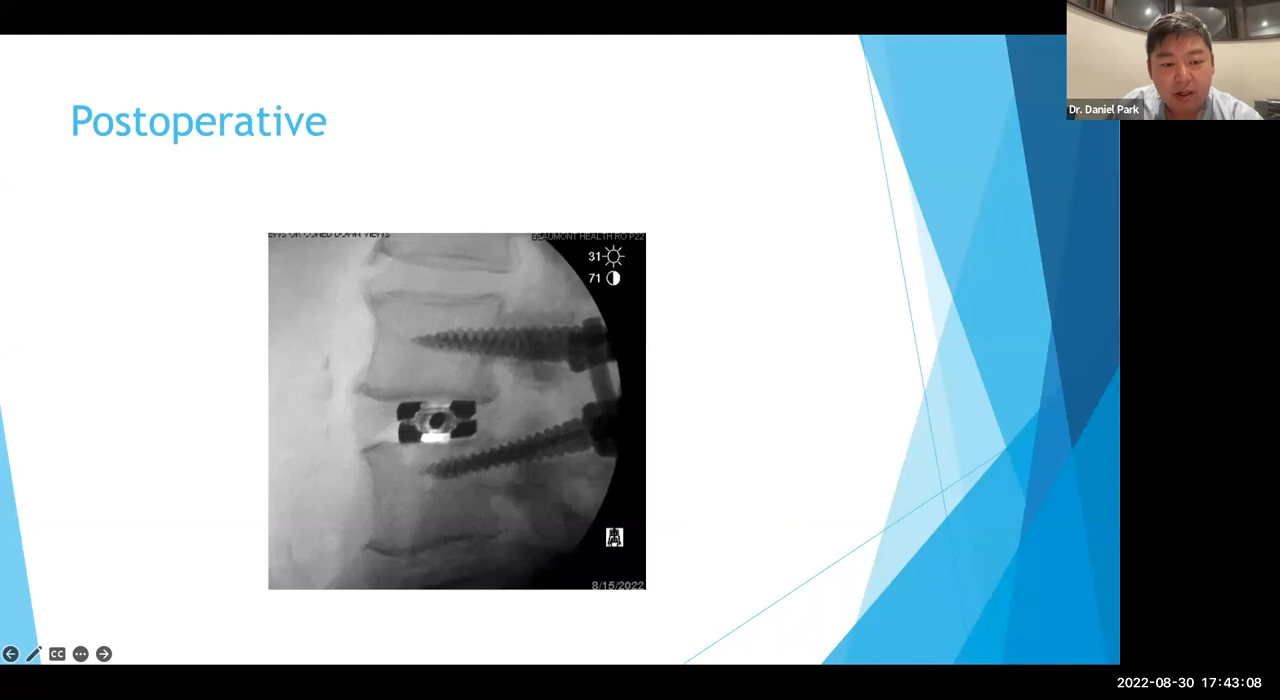 Dr. Daniel Park
Postoperative
BEAUMONT HEALTH RO P22
31
71
8/15/2022
CC
2022-08-30 17:43:08